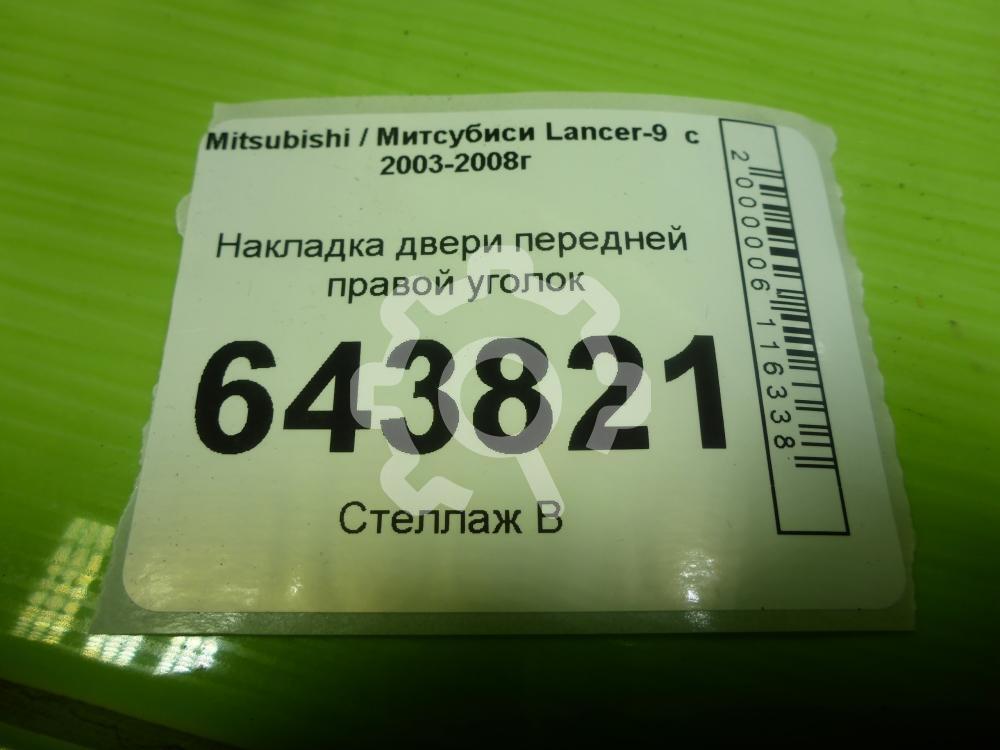 Mitsubishi / Митсубиси Lancer-9 с
2003-2008г
Накладка двери передней
правой уголок
643821
Стеллаж В
2000006116338